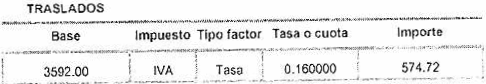 TRASLADOS
Base Impuesto Tipo factor Tasa o cuota Importe
3592.00 IVA Tasa 0.160000 574.72